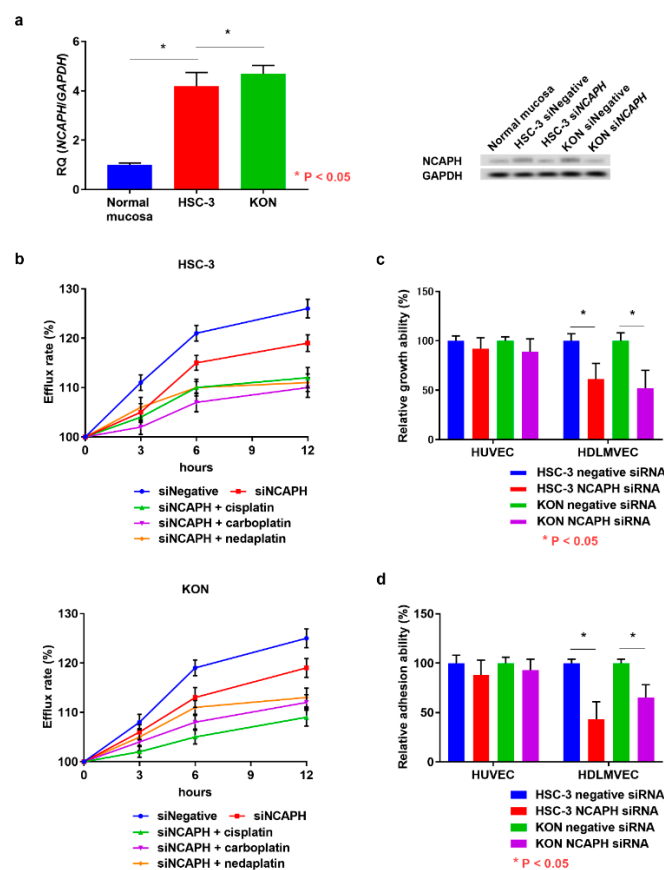 a
RQ (NCAPH/GAPDH)
6
4
2
0
*
*
Normal mucosa
HSC-3
KON
* P < 0.05
Normal mucosa
HSC-3 siNegative
HSC-3 siNCAPH
KON siNegative
KON siNCAPH
NCAPH
GAPDH
b
HSC-3
Efflux rate (%)
130
120
110
100
0 3 6 9 12
hours
siNegative siNCAPH
siNCAPH + cisplatin
siNCAPH + carboplatin
siNCAPH + nedaplatin
KON
Efflux rate (%)
130
120
110
100
0 3 6 9 12
hours
siNegative siNCAPH
siNCAPH + cisplatin
siNCAPH + carboplatin
siNCAPH + nedaplatin
c
Relative growth ability (%)
150
100
50
0
* *
HUVEC HDLMVEC
HSC-3 negative siRNA
HSC-3 NCAPH siRNA
KON negative siRNA
KON NCAPH siRNA
* P < 0.05
d
Relative adhesion ability (%)
200
150
100
50
0
* *
HUVEC HDLMVEC
HSC-3 negative siRNA
HSC-3 NCAPH siRNA
KON negative siRNA
KON NCAPH siRNA
* P < 0.05